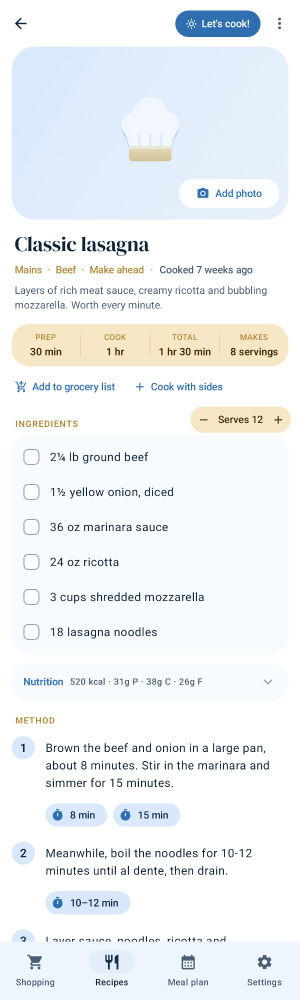 Let's cook!
Add photo
Classic lasagna
Mains · Beef · Make ahead · Cooked 7 weeks ago
Layers of rich meat sauce, creamy ricotta and bubbling
mozzarella. Worth every minute.
PREP COOK TOTAL MAKES
30 min 1 hr 1 hr 30 min 8 servings
Add to grocery list + Cook with sides
INGREDIENTS − Serves 12 +
2¼ lb ground beef
1½ yellow onion, diced
36 oz marinara sauce
24 oz ricotta
3 cups shredded mozzarella
18 lasagna noodles
Nutrition 520 kcal · 31g P · 38g C · 26g F
METHOD
1 Brown the beef and onion in a large pan,
about 8 minutes. Stir in the marinara and
simmer for 15 minutes.
8 min 15 min
2 Meanwhile, boil the noodles for 10-12
minutes until al dente, then drain.
10–12 min
3 Layer sauce, noodles, ricotta and
Shopping Recipes Meal plan Settings